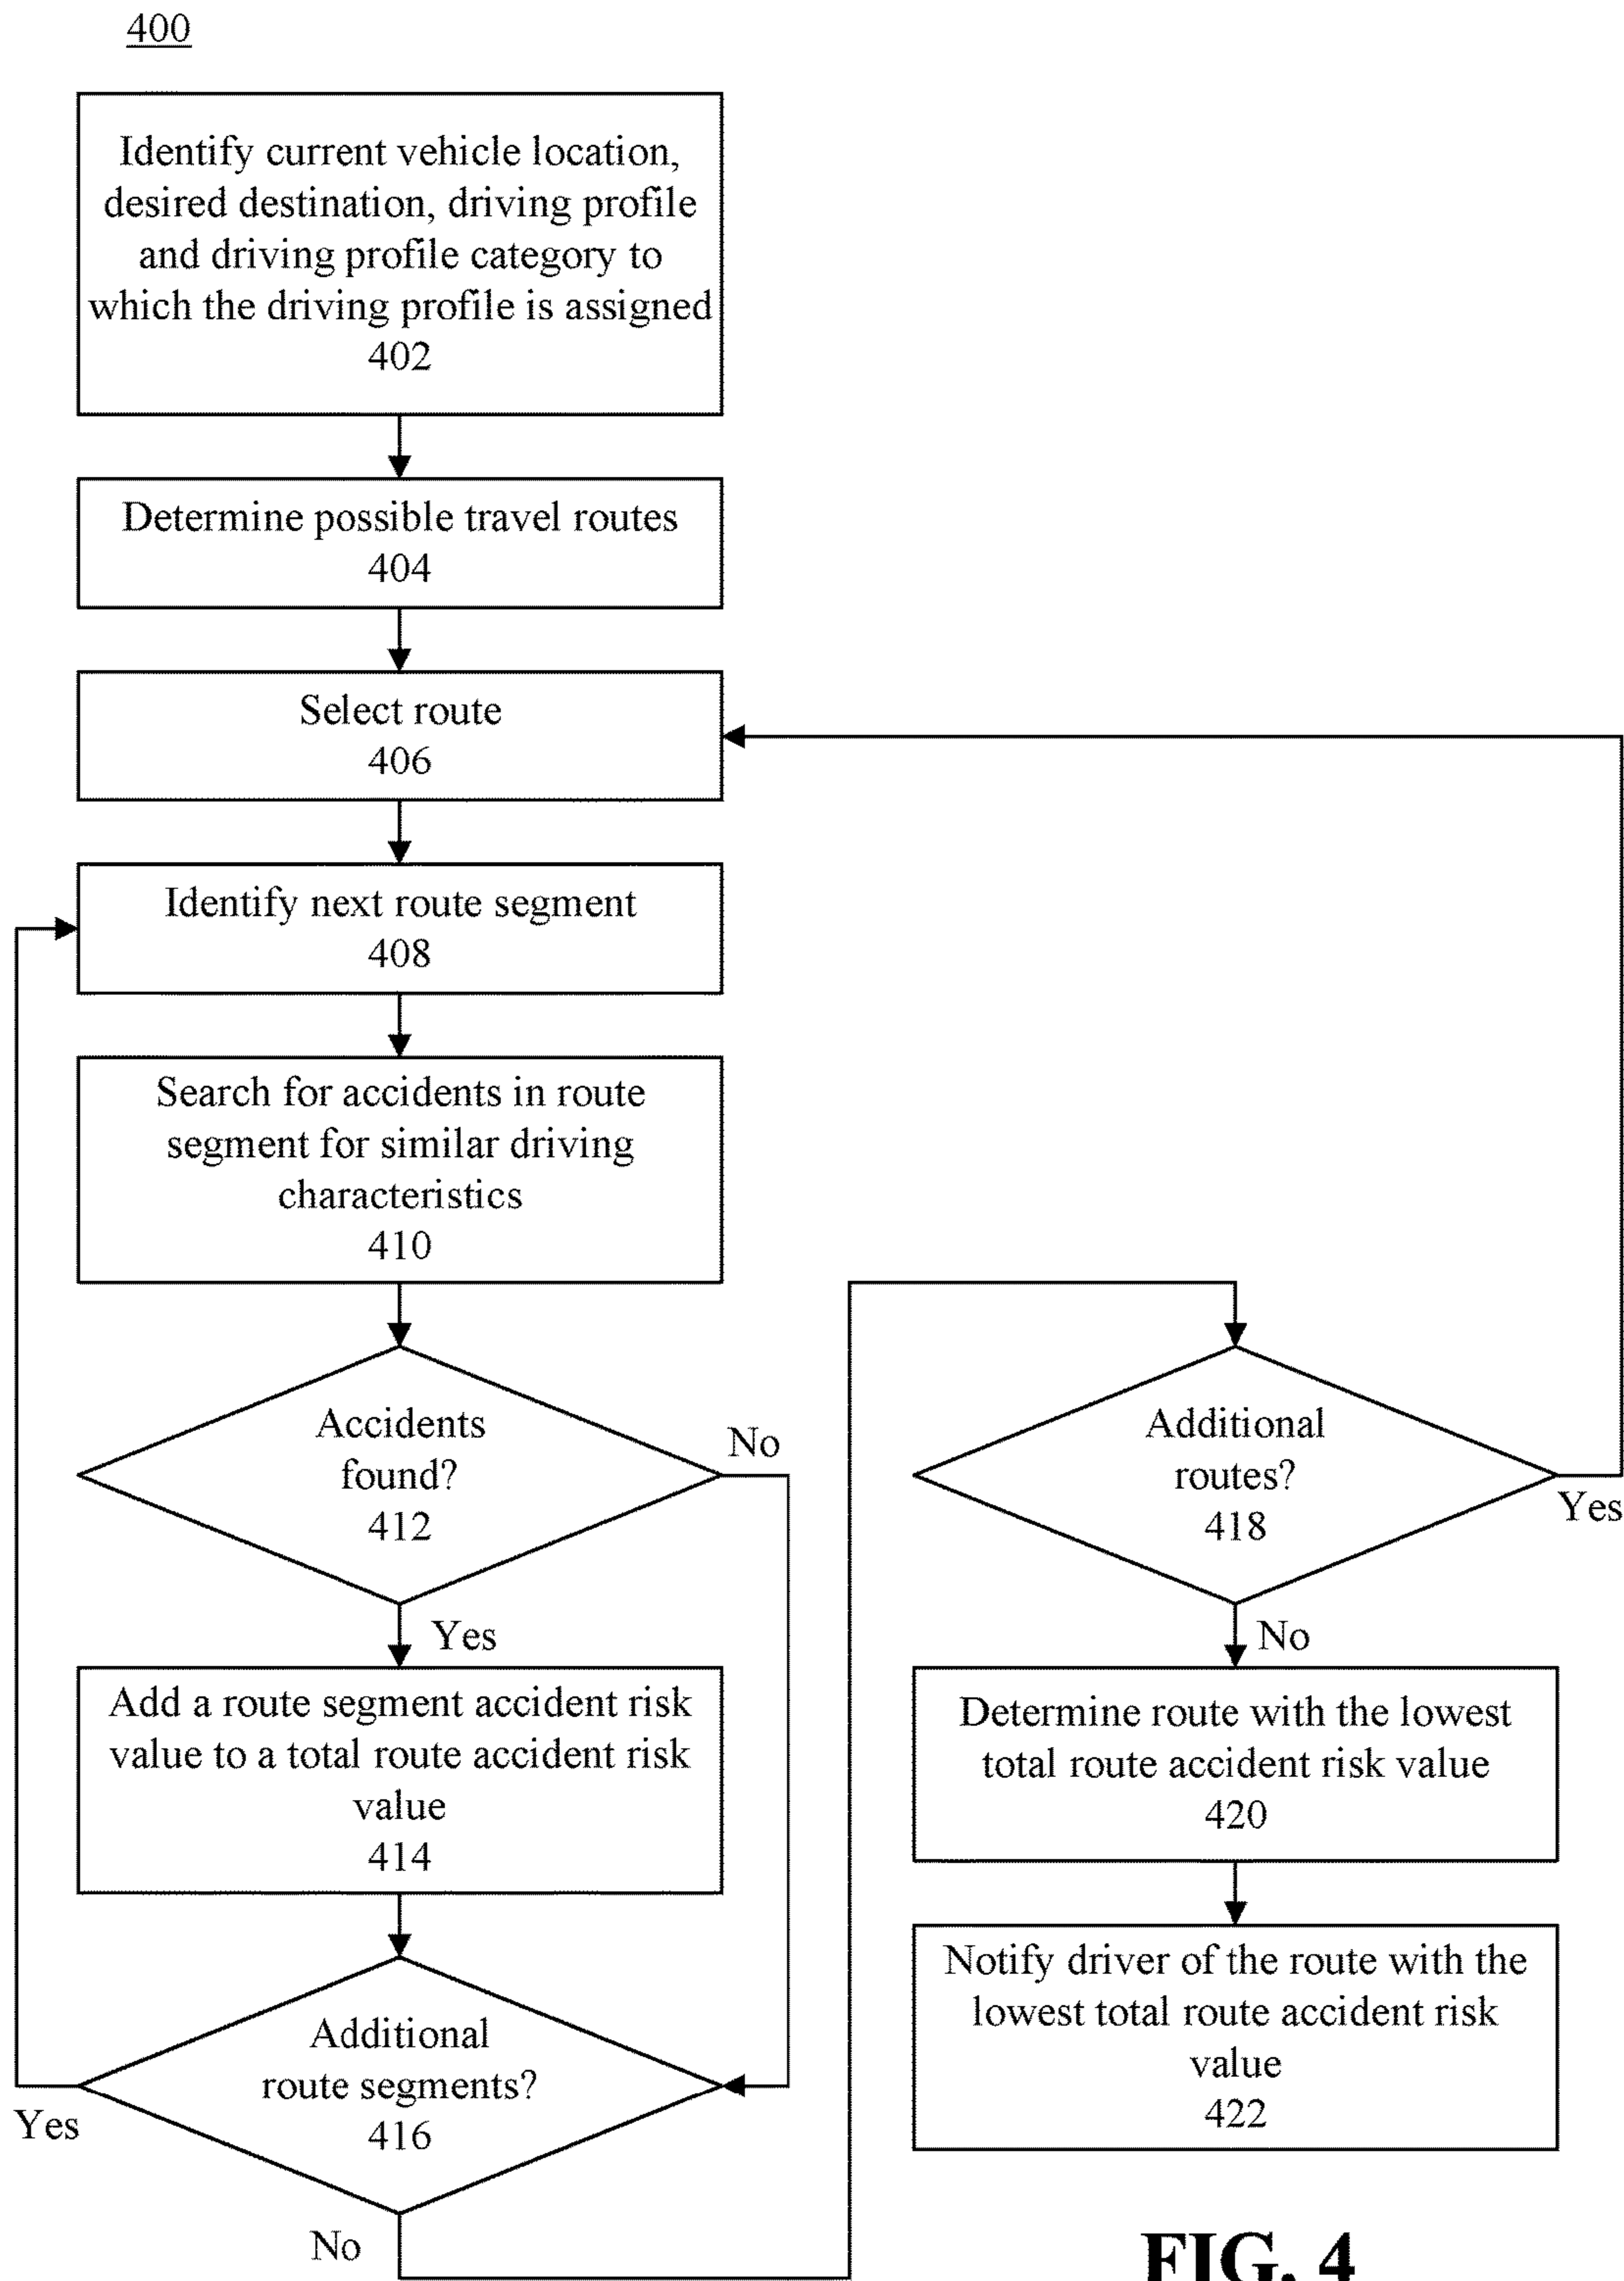 400
Identify current vehicle location,
desired destination, driving profile
and driving profile category to
which the driving profile is assigned
402
Determine possible travel routes
404
Select route
406
Identify next route segment
408
Search for accidents in route
segment for similar driving
characteristics
410
Accidents
found?
412
No
Yes
Add a route segment accident risk
value to a total route accident risk
value
414
Additional
route segments?
416
Yes
No
Additional
routes?
418
Yes
No
Determine route with the lowest
total route accident risk value
420
Notify driver of the route with the
lowest total route accident risk
value
422
FIG. 4